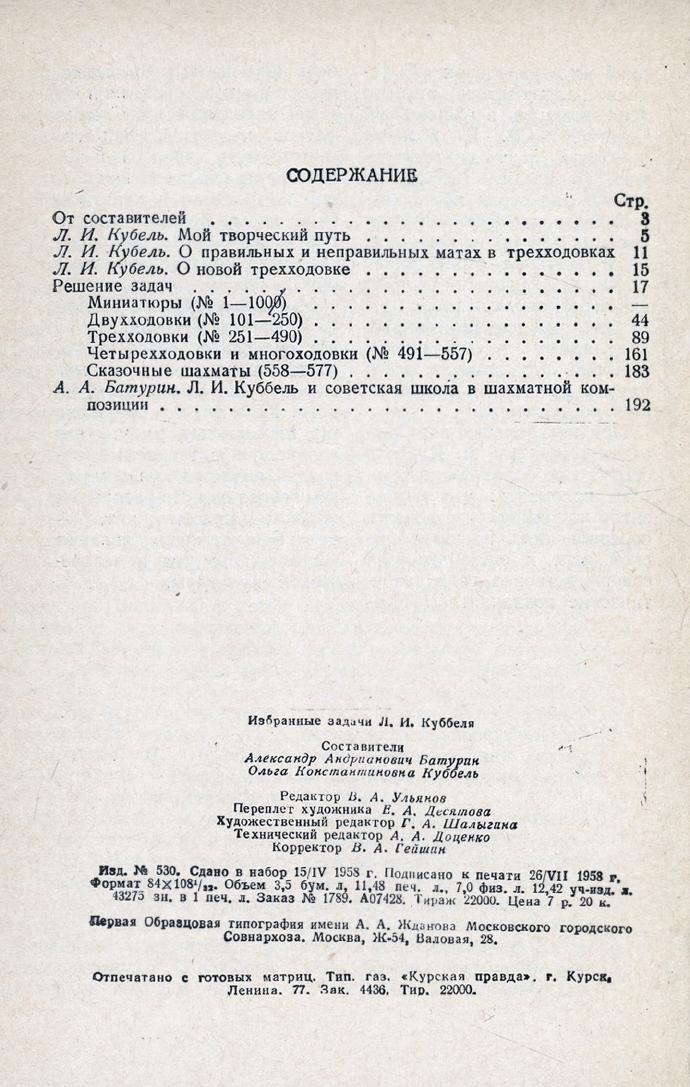 СОДЕРЖАНИЕ
Стр.
От составителей . . . . . . . . . . . . . . . . . . . . . . 3
Л. И. Кубель. Мой творческий путь . . . . . . . . . . . . . 5
Л. И. Кубель. О правильных и неправильных матах в трехходовках 11
Л. И. Кубель. О новой трехходовке . . . . . . . . . . . . . 15
Решение задач . . . . . . . . . . . . . . . . . . . . . . 17
Миниатюры (№ 1—1000) . . . . . . . . . . . . . . . . . —
Двухходовки (№ 101—250) . . . . . . . . . . . . . . . . 44
Трехходовки (№ 251—490) . . . . . . . . . . . . . . . . 89
Четырехходовки и многоходовки (№ 491—557) . . . . . . . 161
Сказочные шахматы (558—577) . . . . . . . . . . . . . . 183
А. А. Батурин. Л. И. Куббель и советская школа в шахматной ком-
позиции . . . . . . . . . . . . . . . . . . . . . . . 192
Избранные задачи Л. И. Куббеля
Составители
Александр Андрианович Батурин
Ольга Константиновна Куббель
Редактор В. А. Ульянов
Переплет художника Е. А. Десятова
Художественный редактор Г. А. Шалыгина
Технический редактор А. А. Доценко
Корректор В. А. Гейшан
Изд. № 530. Сдано в набор 15/IV 1958 г. Подписано к печати 26/VII 1958 г.
Формат 84×108¹/₃₂. Объем 3,5 бум. л, 11,48 печ. л., 7,0 физ. л. 12,42 уч-изд. л.
43275 зн. в 1 печ. л. Заказ № 1789. А07428. Тираж 22000. Цена 7 р. 20 к.
Первая Образцовая типография имени А. А. Жданова Московского городского
Совнархоза. Москва, Ж-54, Валовая, 28.
Отпечатано с готовых матриц. Тип. газ. «Курская правда». г. Курск,
Ленина. 77. Зак. 4436. Тир. 22000.